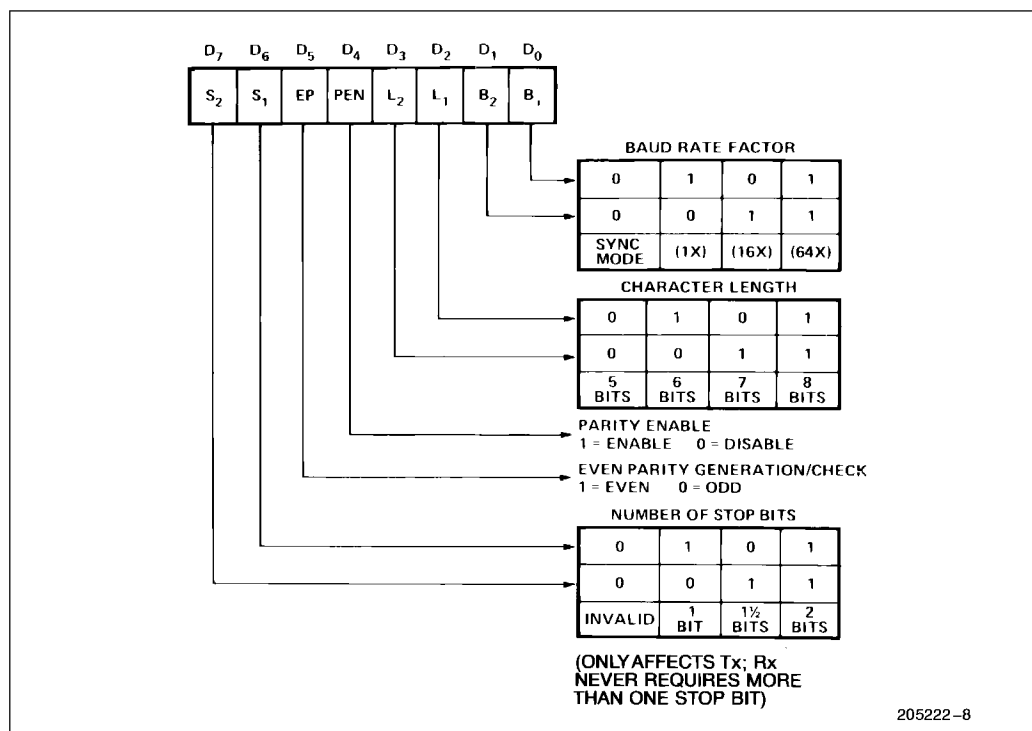 D7 D6 D5 D4 D3 D2 D1 D0
S2 S1 EP PEN L2 L1 B2 B1
BAUD RATE FACTOR
0 1 0 1
0 0 1 1
SYNC MODE (1X) (16X) (64X)
CHARACTER LENGTH
0 1 0 1
0 0 1 1
5 BITS 6 BITS 7 BITS 8 BITS
PARITY ENABLE
1 = ENABLE 0 = DISABLE
EVEN PARITY GENERATION/CHECK
1 = EVEN 0 = ODD
NUMBER OF STOP BITS
0 1 0 1
0 0 1 1
INVALID 1 BIT 1½ BITS 2 BITS
(ONLY AFFECTS Tx; Rx
NEVER REQUIRES MORE
THAN ONE STOP BIT)
205222-8